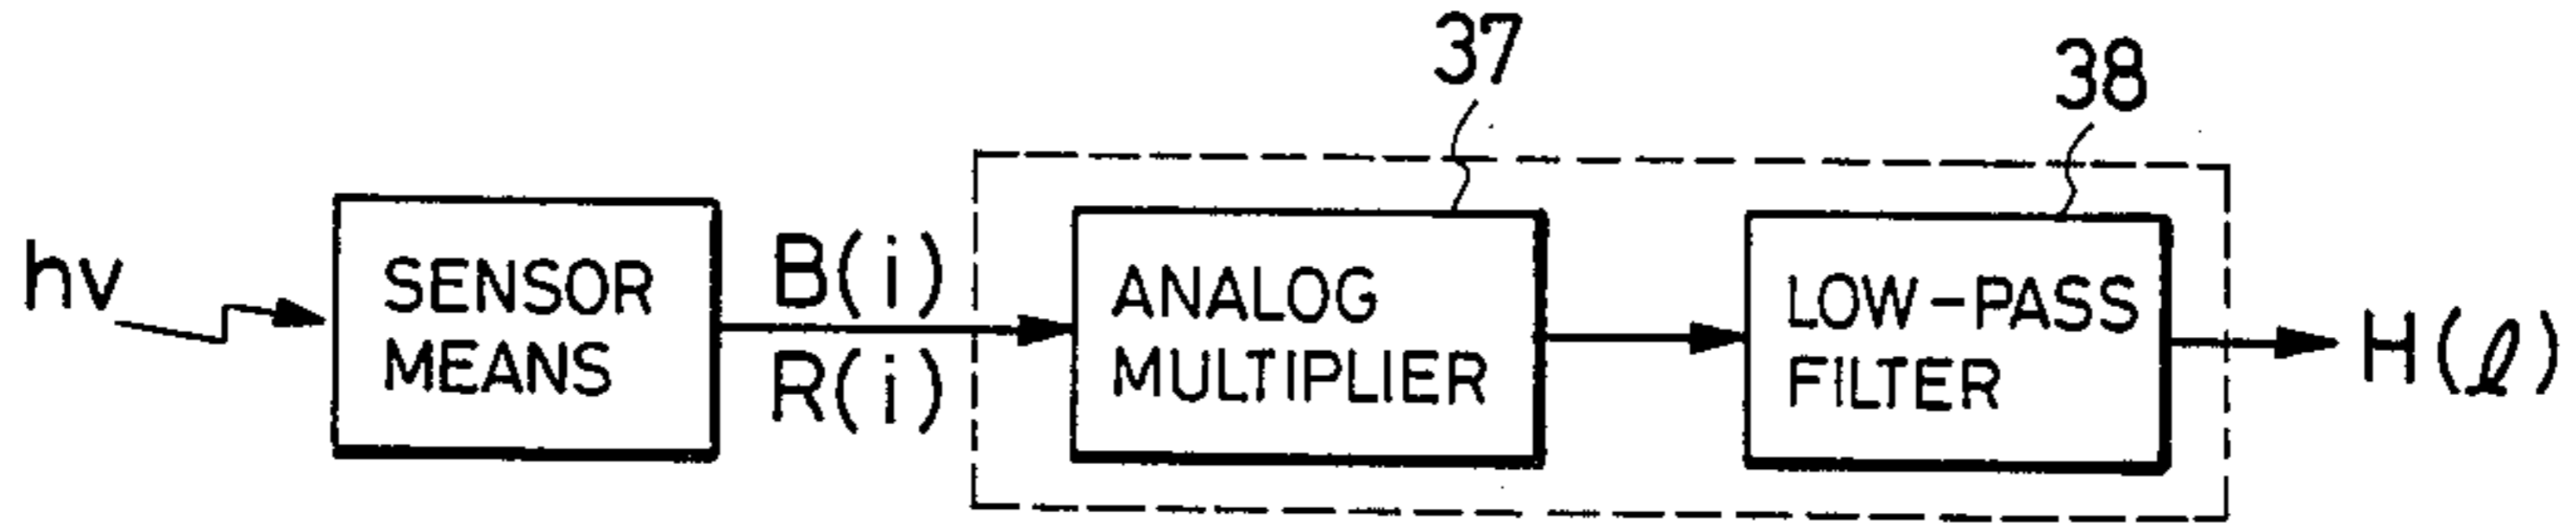 37
38
hv
SENSOR
MEANS
B(i)
R(i)
ANALOG
MULTIPLIER
LOW-PASS
FILTER
H(ℓ)